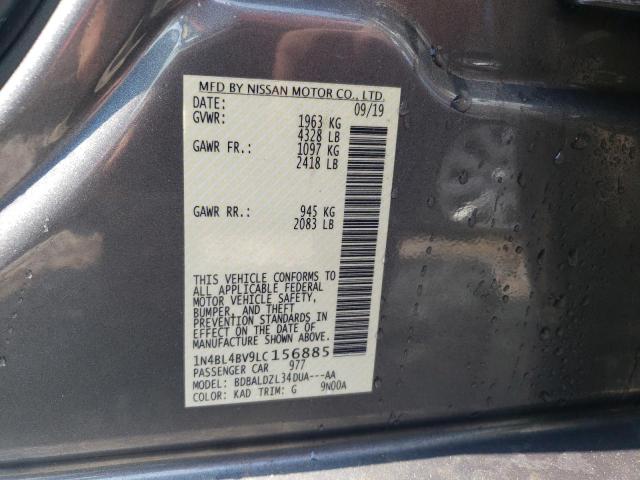 MFD BY NISSAN MOTOR CO., LTD.
DATE: 09/19
GVWR: 1963 KG
4328 LB
GAWR FR.: 1097 KG
2418 LB
GAWR RR.: 945 KG
2083 LB
THIS VEHICLE CONFORMS TO
ALL APPLICABLE FEDERAL
MOTOR VEHICLE SAFETY,
BUMPER, AND THEFT
PREVENTION STANDARDS IN
EFFECT ON THE DATE OF
MANUFACTURE SHOWN ABOVE.
1N4BL4BV9LC156885
PASSENGER CAR 977
MODEL: BDBALDZL34DUA---AA
COLOR: KAD TRIM: G 9N00A